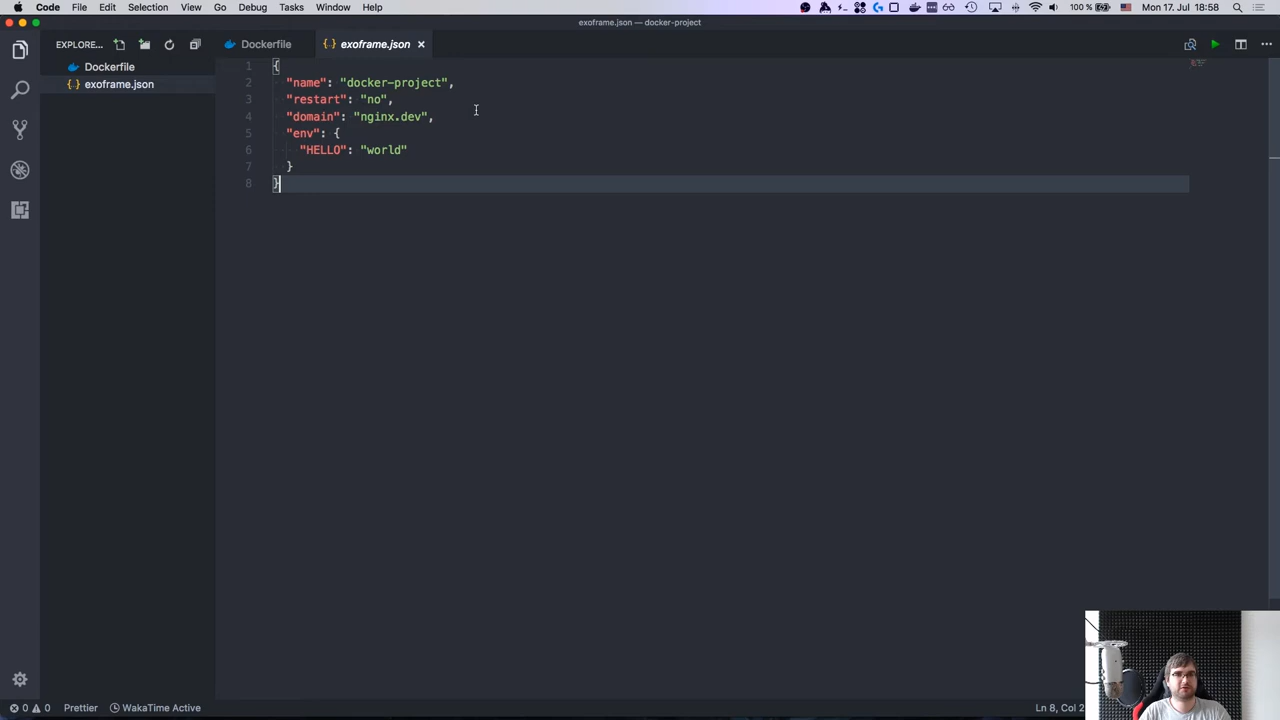 Code File Edit Selection View Go Debug Tasks Window Help 100 % Mon 17. Jul 18:58
exoframe.json — docker-project
EXPLORE... Dockerfile {} exoframe.json ×
Dockerfile
{} exoframe.json
1 {
2 "name": "docker-project",
3 "restart": "no",
4 "domain": "nginx.dev",
5 "env": {
6 "HELLO": "world"
7 }
8 }
0 0 Prettier WakaTime Active Ln 8, Col 2